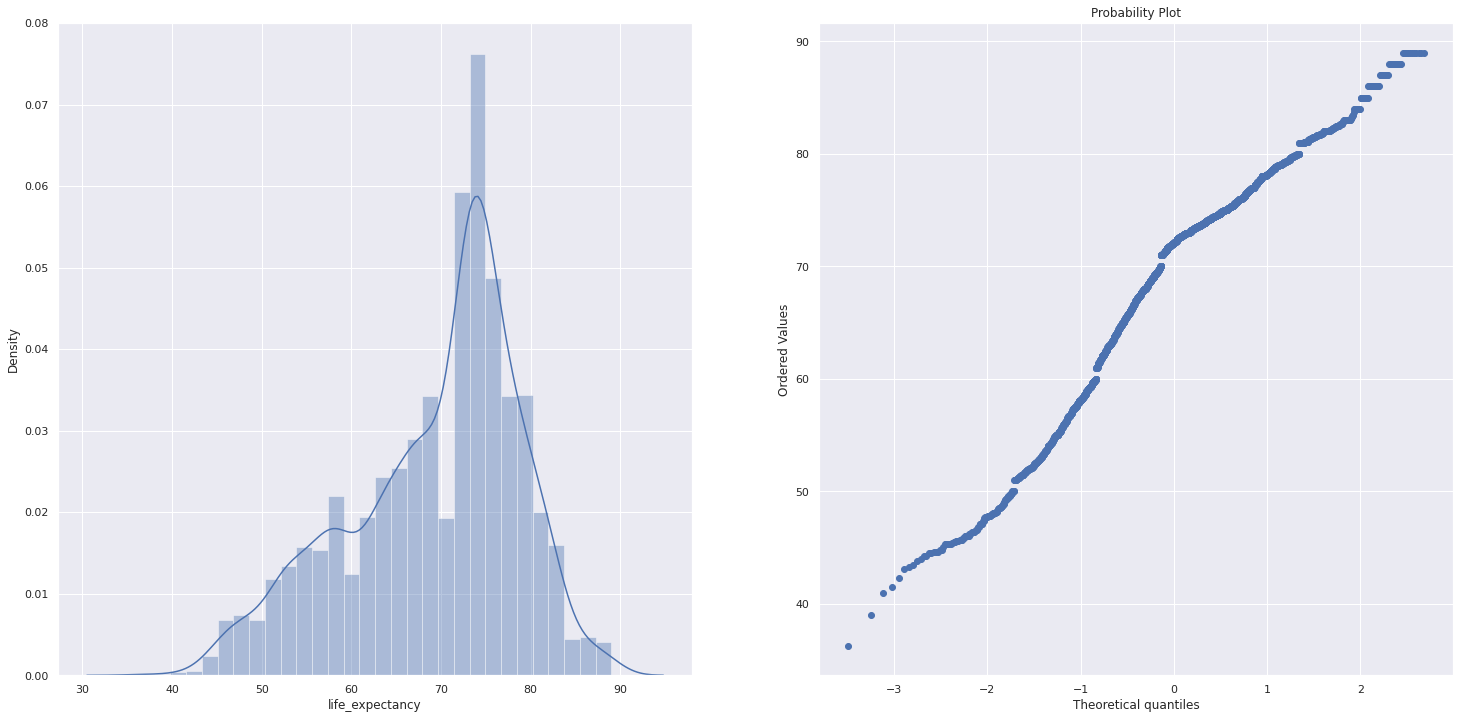 0.08
0.07
0.06
0.05
0.04
0.03
0.02
0.01
0.00
Density
30 40 50 60 70 80 90
life_expectancy
Probability Plot
90
80
70
60
50
40
Ordered Values
−3 −2 −1 0 1 2
Theoretical quantiles